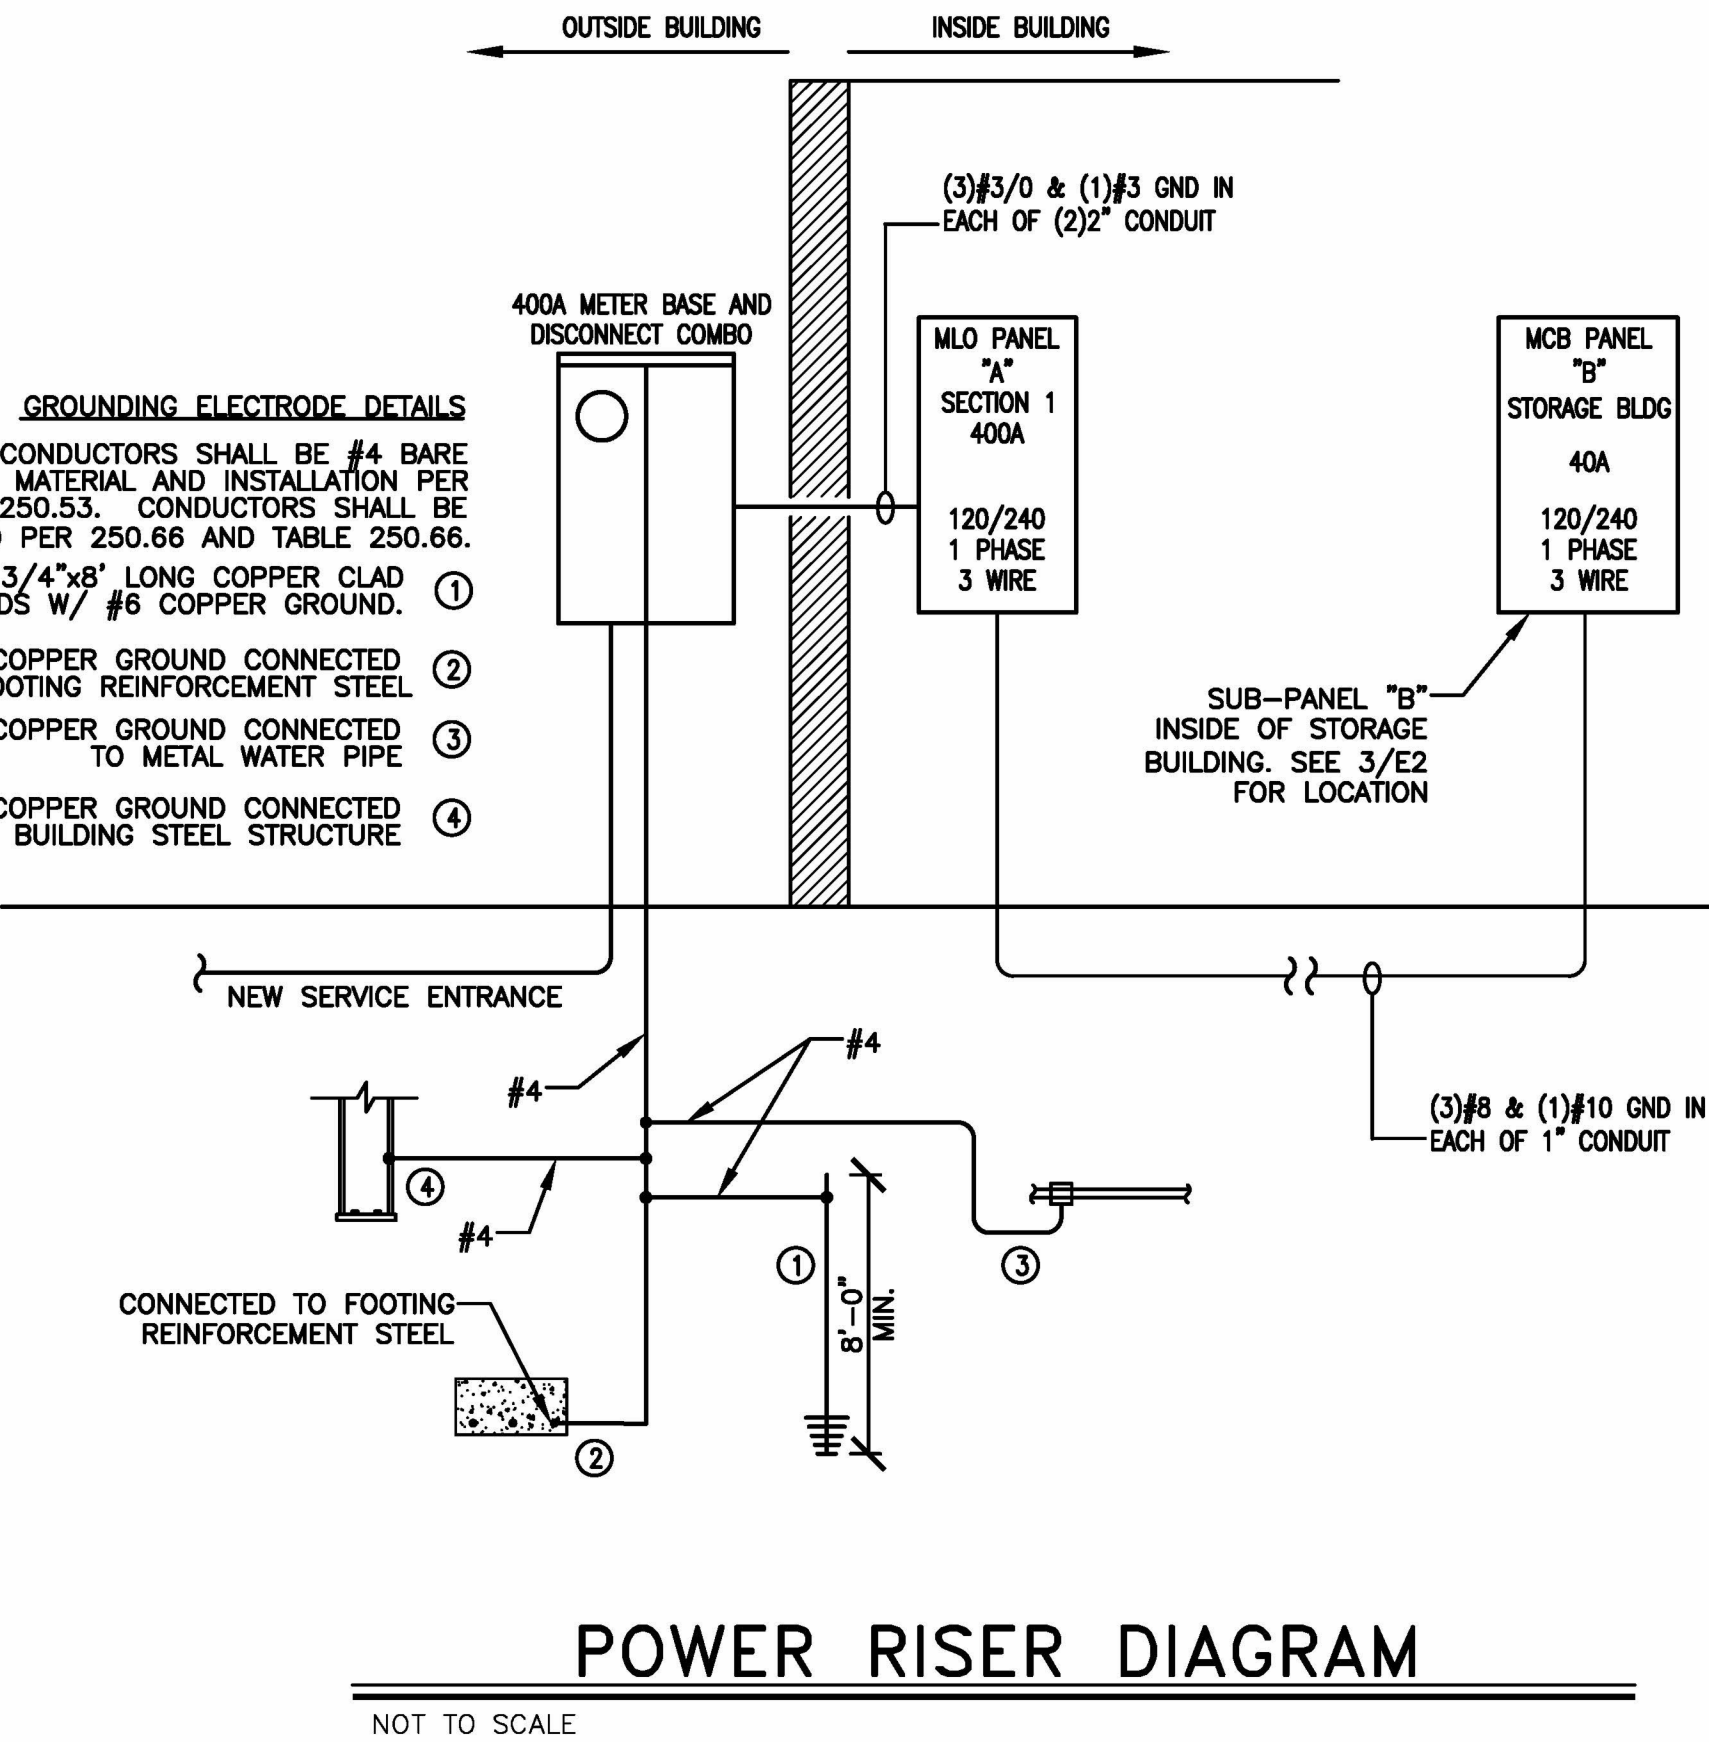 OUTSIDE BUILDING
INSIDE BUILDING
(3)#3/0 & (1)#3 GND IN
EACH OF (2)2" CONDUIT
400A METER BASE AND
DISCONNECT COMBO
MLO PANEL
"A"
SECTION 1
400A
120/240
1 PHASE
3 WIRE
MCB PANEL
"B"
STORAGE BLDG
40A
120/240
1 PHASE
3 WIRE
GROUNDING ELECTRODE DETAILS
CONDUCTORS SHALL BE #4 BARE
MATERIAL AND INSTALLATION PER
250.53. CONDUCTORS SHALL BE
PER 250.66 AND TABLE 250.66.
3/4"x8' LONG COPPER CLAD
W/ #6 COPPER GROUND.
1
COPPER GROUND CONNECTED
REINFORCEMENT STEEL
2
COPPER GROUND CONNECTED
TO METAL WATER PIPE
3
COPPER GROUND CONNECTED
BUILDING STEEL STRUCTURE
4
SUB-PANEL "B"
INSIDE OF STORAGE
BUILDING. SEE 3/E2
FOR LOCATION
NEW SERVICE ENTRANCE
#4
#4
(3)#8 & (1)#10 GND IN
EACH OF 1" CONDUIT
4
#4
1
8'-0"
MIN.
3
CONNECTED TO FOOTING
REINFORCEMENT STEEL
2
POWER RISER DIAGRAM
NOT TO SCALE